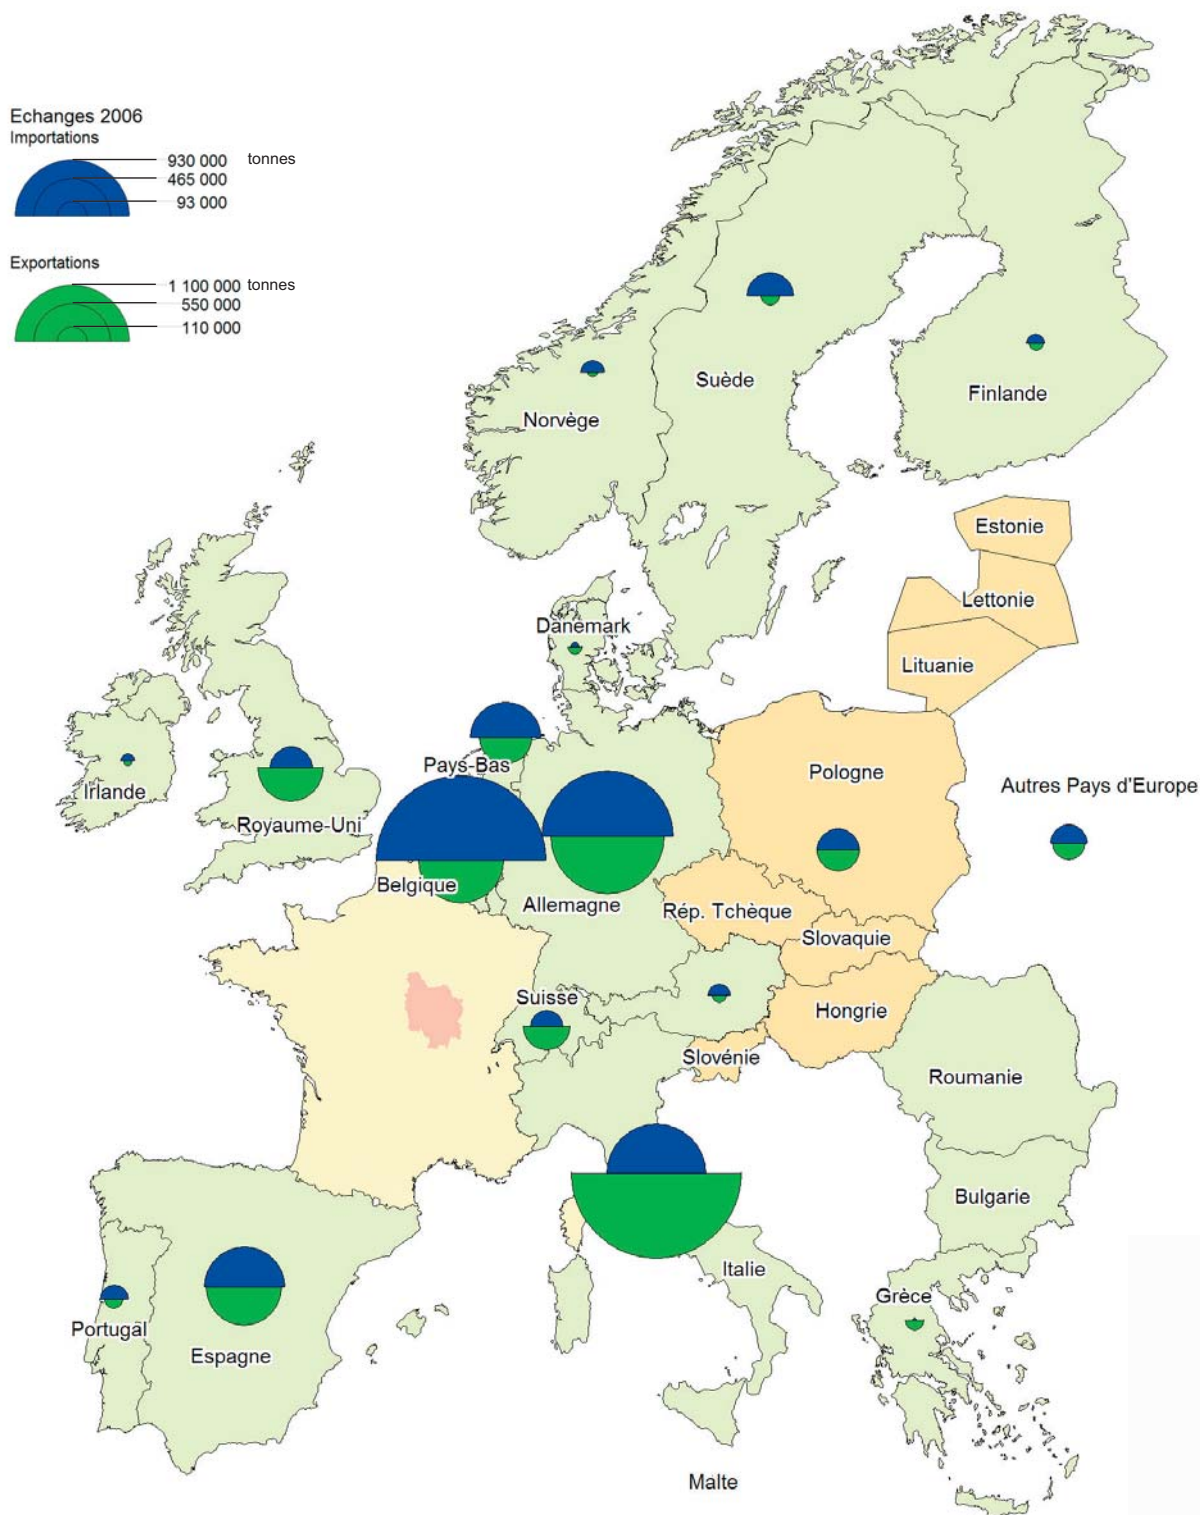 Echanges 2006
Importations
930 000 tonnes
465 000
93 000
Exportations
1 100 000 tonnes
550 000
110 000
Suède
Finlande
Norvège
Estonie
Lettonie
Danemark
Lituanie
Pays-Bas
Pologne
Autres Pays d'Europe
Irlande
Royaume-Uni
Belgique
Allemagne
Rép. Tchèque
Slovaquie
Suisse
Hongrie
Slovénie
Roumanie
Bulgarie
Italie
Grèce
Portugal
Espagne
Malte